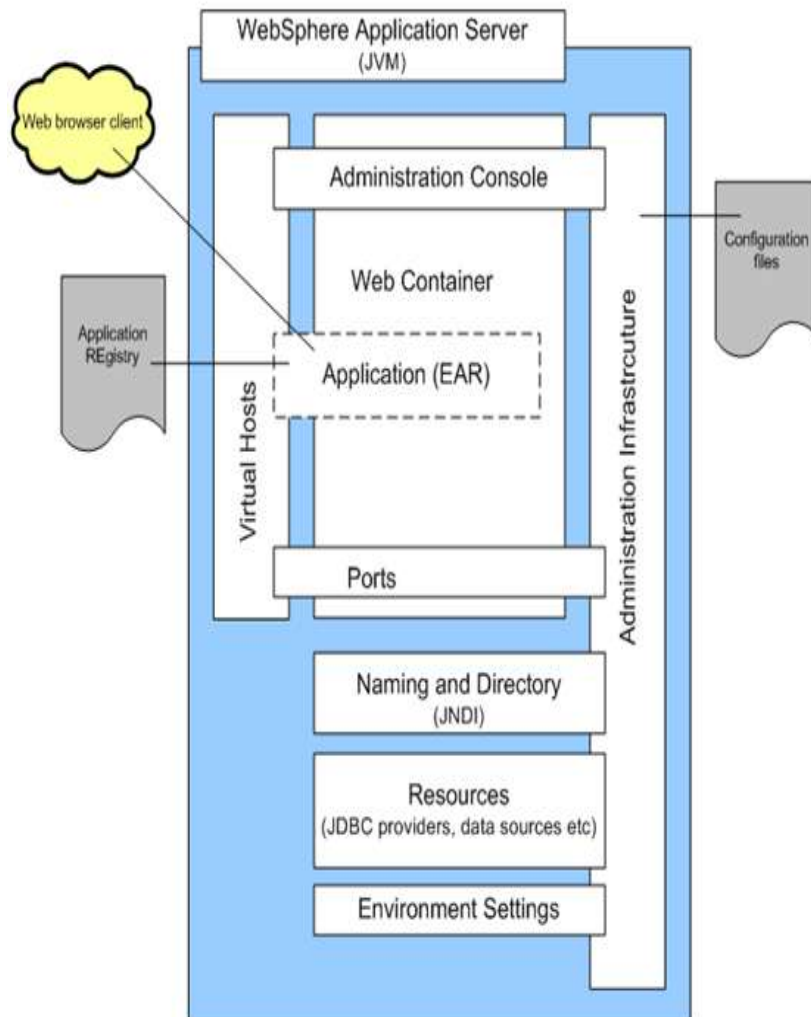 WebSphere Application Server
(JVM)
Web browser client
Administration Console
Configuration
files
Web Container
Application
REgistry
Application (EAR)
Virtual Hosts
Administration Infrastrcuture
Ports
Naming and Directory
(JNDI)
Resources
(JDBC providers, data sources etc)
Environment Settings